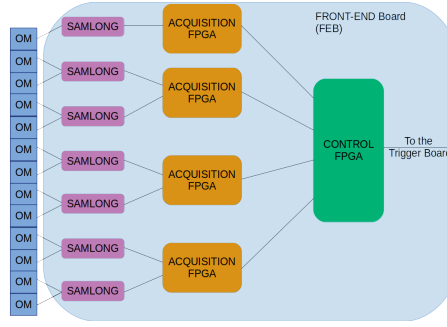 OM
OM
OM
OM
OM
OM
OM
OM
OM
OM
OM
OM
OM
SAMLONG
SAMLONG
SAMLONG
SAMLONG
SAMLONG
SAMLONG
SAMLONG
ACQUISITION
FPGA
ACQUISITION
FPGA
ACQUISITION
FPGA
ACQUISITION
FPGA
FRONT-END Board
(FEB)
CONTROL
FPGA
To the
Trigger Board